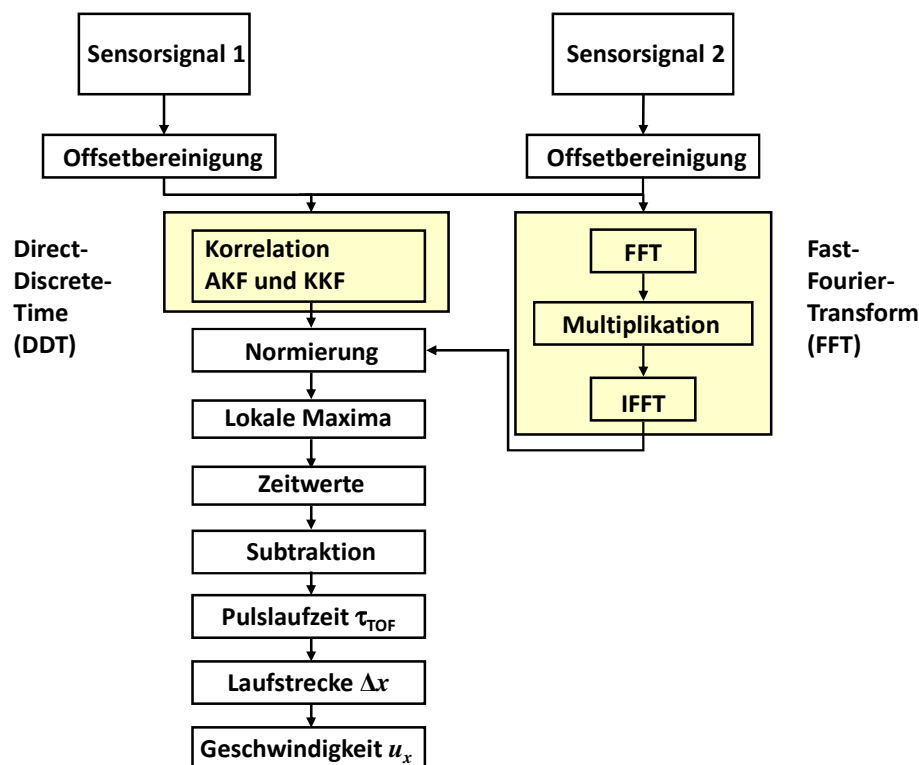 Sensorsignal 1
Sensorsignal 2
Offsetbereinigung
Offsetbereinigung
Direct-
Discrete-
Time
(DDT)
Korrelation
AKF und KKF
FFT
Multiplikation
IFFT
Fast-
Fourier-
Transform
(FFT)
Normierung
Lokale Maxima
Zeitwerte
Subtraktion
Pulslaufzeit τTOF
Laufstrecke Δx
Geschwindigkeit ux